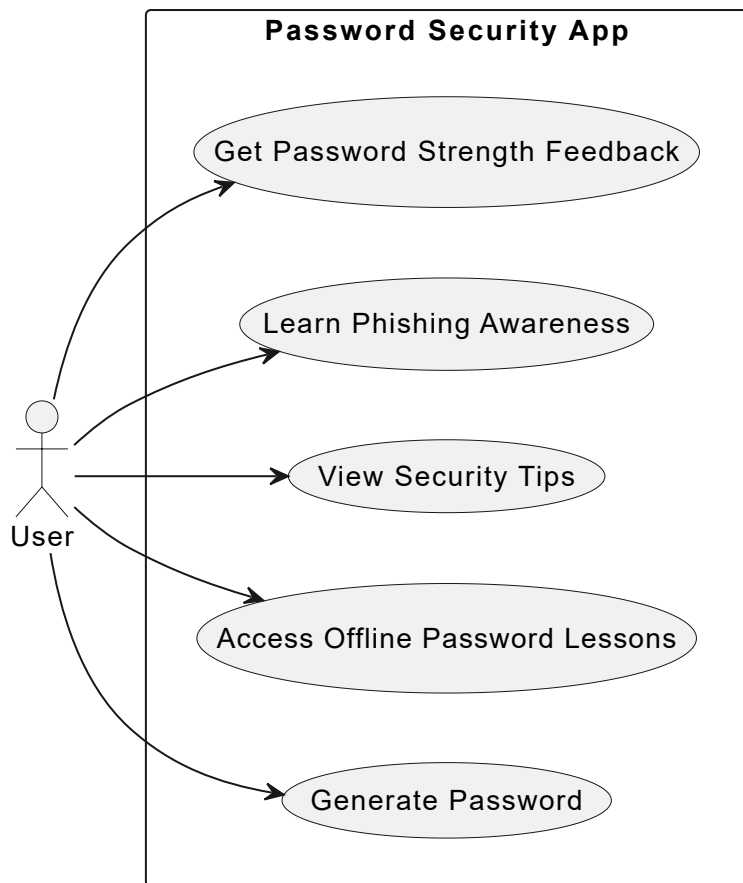 Password Security App
Get Password Strength Feedback
Learn Phishing Awareness
View Security Tips
User
Access Offline Password Lessons
Generate Password